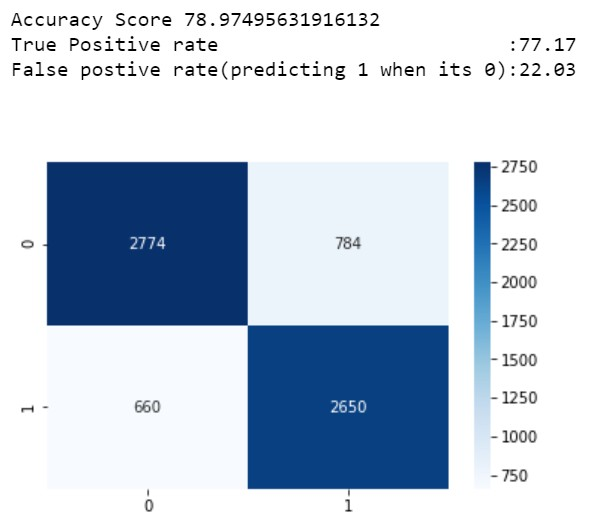 Accuracy Score 78.97495631916132
True Positive rate :77.17
False postive rate(predicting 1 when its 0):22.03
2750
0 2774 784
2500
2250
2000
1750
1500
1 660 2650
1250
1000
750
0 1